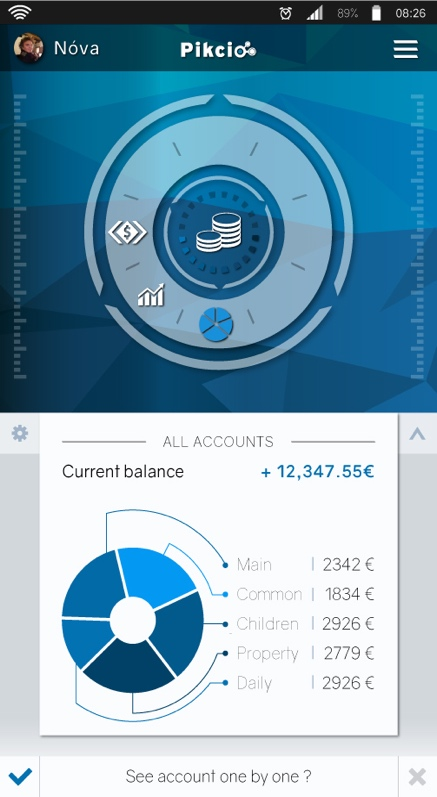 89% 08:26
Nóva Pikcio
ALL ACCOUNTS
Current balance + 12,347.55€
Main | 2342 €
Common | 1834 €
Children | 2926 €
Property | 2779 €
Daily | 2926 €
See account one by one ?